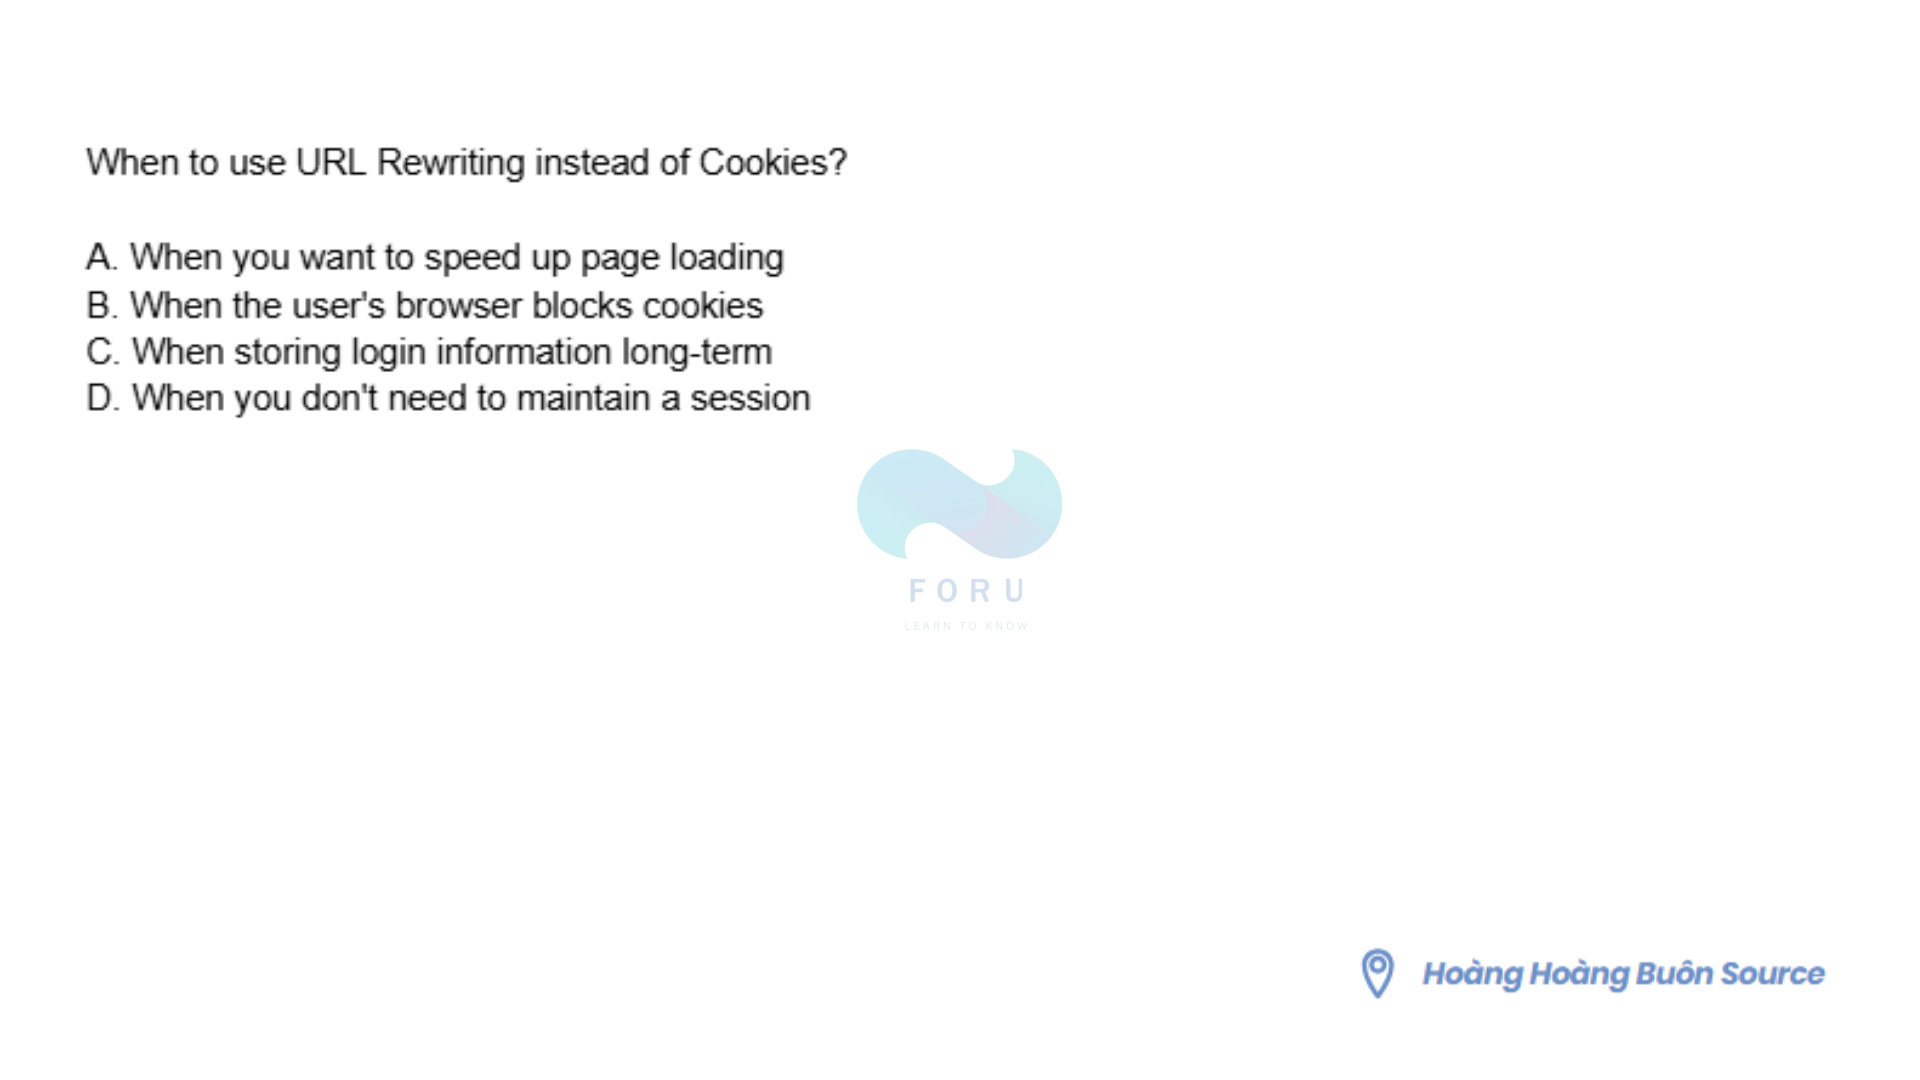 When to use URL Rewriting instead of Cookies?
A. When you want to speed up page loading
B. When the user's browser blocks cookies
C. When storing login information long-term
D. When you don't need to maintain a session
FORU
LEARN TO KNOW
Hoàng Hoàng Buôn Source